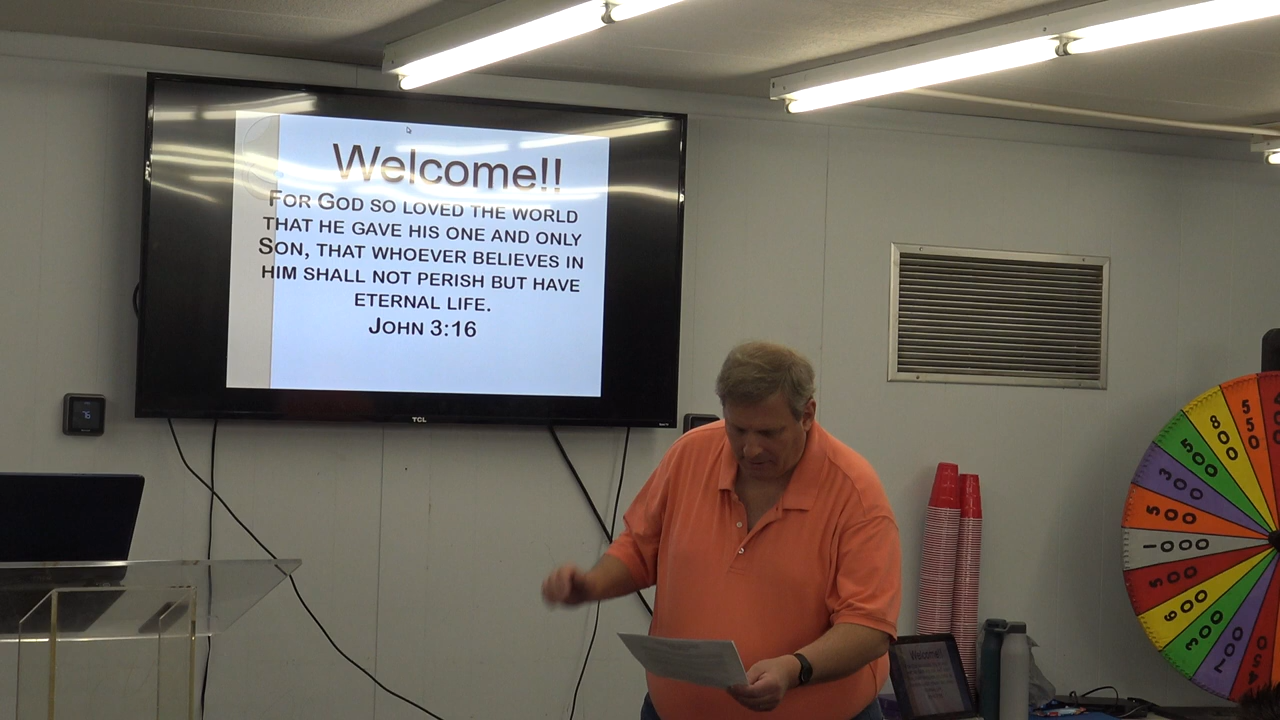 Welcome!!
FOR GOD SO LOVED THE WORLD
THAT HE GAVE HIS ONE AND ONLY
SON, THAT WHOEVER BELIEVES IN
HIM SHALL NOT PERISH BUT HAVE
ETERNAL LIFE.
JOHN 3:16
TCL
76
550
800
500
300
500
1000
500
600
300
700
Welcome!!